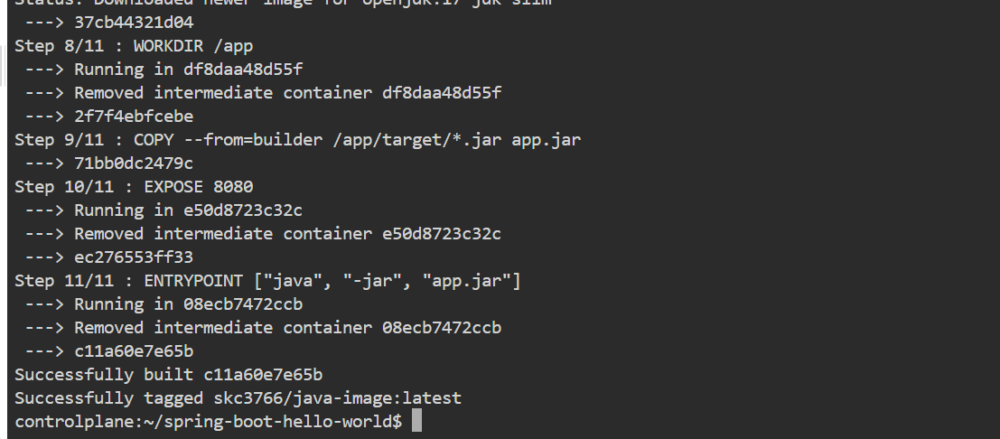 Status: Downloaded newer image for openjdk:17-jdk-slim
 ---> 37cb44321d04
Step 8/11 : WORKDIR /app
 ---> Running in df8daa48d55f
 ---> Removed intermediate container df8daa48d55f
 ---> 2f7f4ebfcebe
Step 9/11 : COPY --from=builder /app/target/*.jar app.jar
 ---> 71bb0dc2479c
Step 10/11 : EXPOSE 8080
 ---> Running in e50d8723c32c
 ---> Removed intermediate container e50d8723c32c
 ---> ec276553ff33
Step 11/11 : ENTRYPOINT ["java", "-jar", "app.jar"]
 ---> Running in 08ecb7472ccb
 ---> Removed intermediate container 08ecb7472ccb
 ---> c11a60e7e65b
Successfully built c11a60e7e65b
Successfully tagged skc3766/java-image:latest
controlplane:~/spring-boot-hello-world$